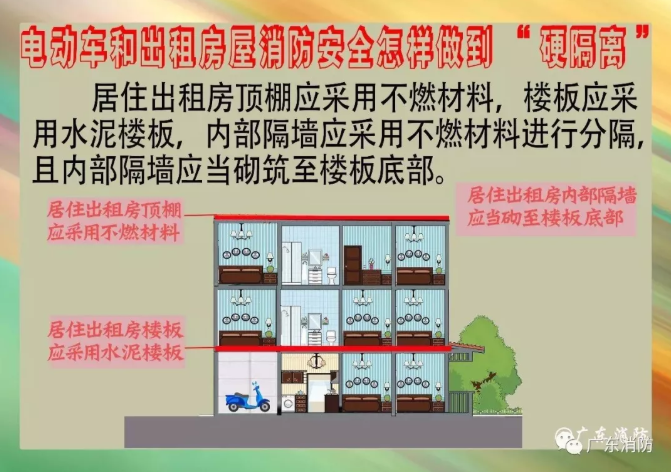 电动车和出租房屋消防安全怎样做到“硬隔离”
居住出租房顶棚应采用不燃材料，楼板应采
用水泥楼板，内部隔墙应采用不燃材料进行分隔，
且内部隔墙应当砌筑至楼板底部。
居住出租房顶棚
应采用不燃材料
居住出租房内部隔墙
应当砌至楼板底部
居住出租房楼板
应采用水泥楼板
广东消防
广东消防